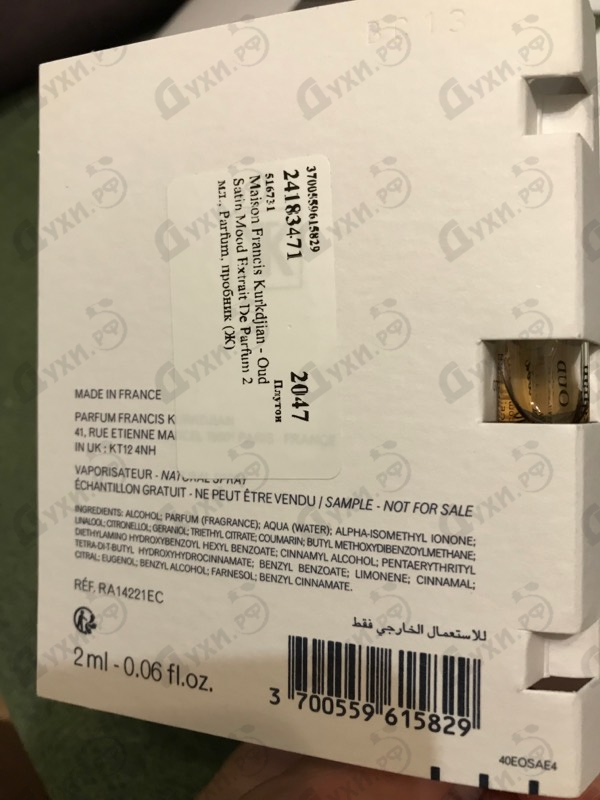 3700559615829
24183471
516731
2047
Плутон
Maison Francis Kurkdjian - Oud
Satin Mood Extrait De Parfum 2
мл., Parfum, пробник (Ж)
MADE IN FRANCE
PARFUM FRANCIS K
41, RUE ETIENNE MA
IN UK : KT12 4NH
VAPORISATEUR - NATURAL SPRAY
ÉCHANTILLON GRATUIT - NE PEUT ÊTRE VENDU / SAMPLE - NOT FOR SALE
INGREDIENTS: ALCOHOL; PARFUM (FRAGRANCE); AQUA (WATER); ALPHA-ISOMETHYL IONONE;
LINALOOL; CITRONELLOL; GERANIOL; TRIETHYL CITRATE; COUMARIN; BUTYL METHOXYDIBENZOYLMETHANE;
DIETHYLAMINO HYDROXYBENZOYL HEXYL BENZOATE; CINNAMYL ALCOHOL; PENTAERYTHRITYL
TETRA-DI-T-BUTYL HYDROXYHYDROCINNAMATE; BENZYL BENZOATE; LIMONENE; CINNAMAL;
CITRAL; EUGENOL; BENZYL ALCOHOL; FARNESOL; BENZYL CINNAMATE.
RÉF. RA14221EC
للاستعمال الخارجي فقط
2 ml - 0.06 fl.oz.
3 700559 615829
40EOSAE4
Oud
Духи.РФ